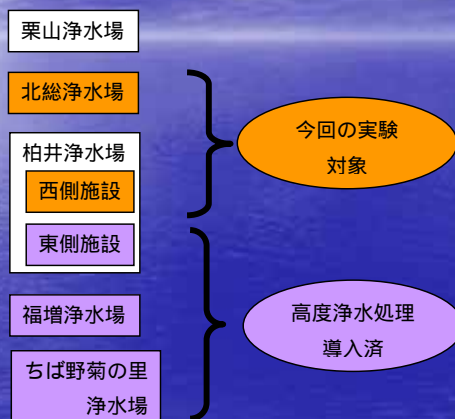 栗山浄水場
北総浄水場
柏井浄水場
西側施設
東側施設
福増浄水場
ちば野菊の里
浄水場
今回の実験
対象
高度浄水処理
導入済